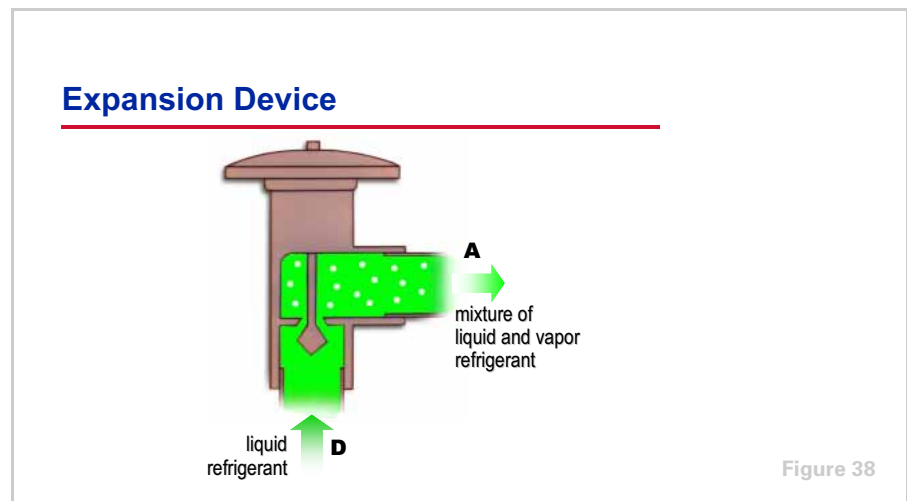 Expansion Device
A
mixture of
liquid and vapor
refrigerant
liquid
refrigerant
D
Figure 38